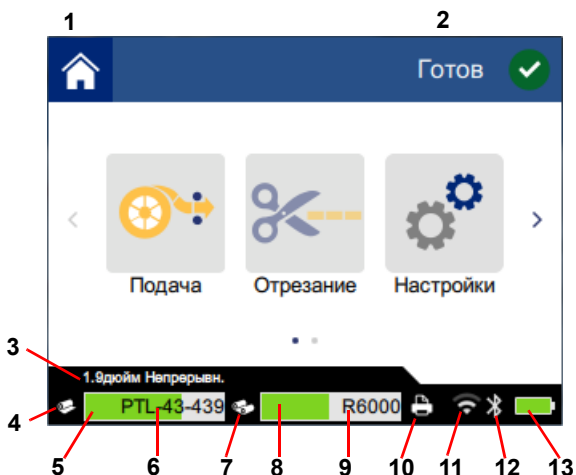 1 2
Готов
Подача Отрезание Настройки
3
1.9дюйм Непрерывн.
4
PTL-43-439 R6000
5 6 7 8 9 10 11 12 13